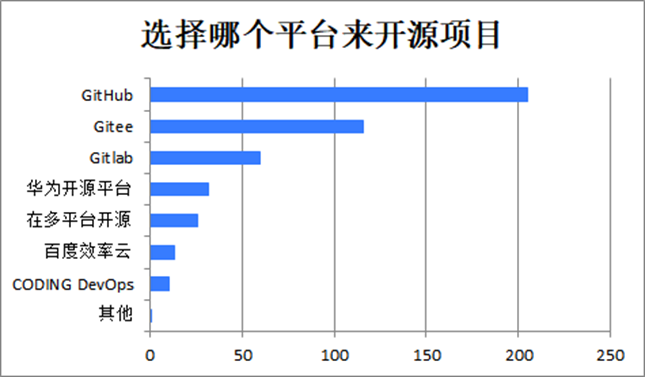 选择哪个平台来开源项目
GitHub
Gitee
Gitlab
华为开源平台
在多平台开源
百度效率云
CODING DevOps
其他
0 50 100 150 200 250